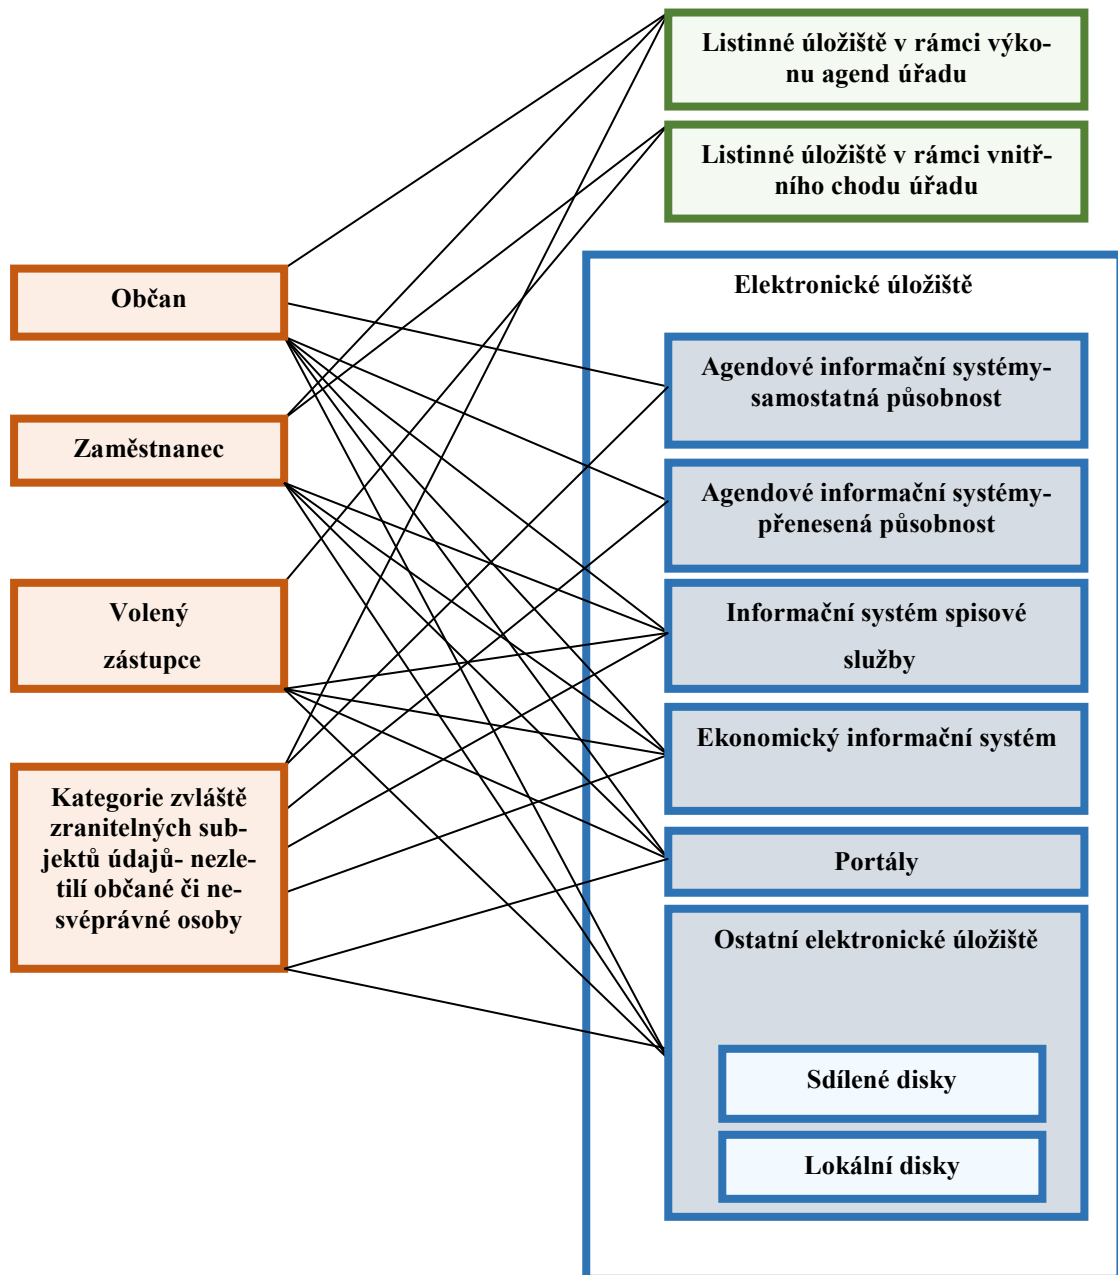 Listinné úložiště v rámci výko-
nu agend úřadu
Listinné úložiště v rámci vnitř-
ního chodu úřadu
Občan
Zaměstnanec
Volený
zástupce
Kategorie zvláště
zranitelných sub-
jektů údajů- nezle-
tilí občané či ne-
svéprávné osoby
Elektronické úložiště
Agendové informační systémy-
samostatná působnost
Agendové informační systémy-
přenesená působnost
Informační systém spisové
služby
Ekonomický informační systém
Portály
Ostatní elektronické úložiště
Sdílené disky
Lokální disky